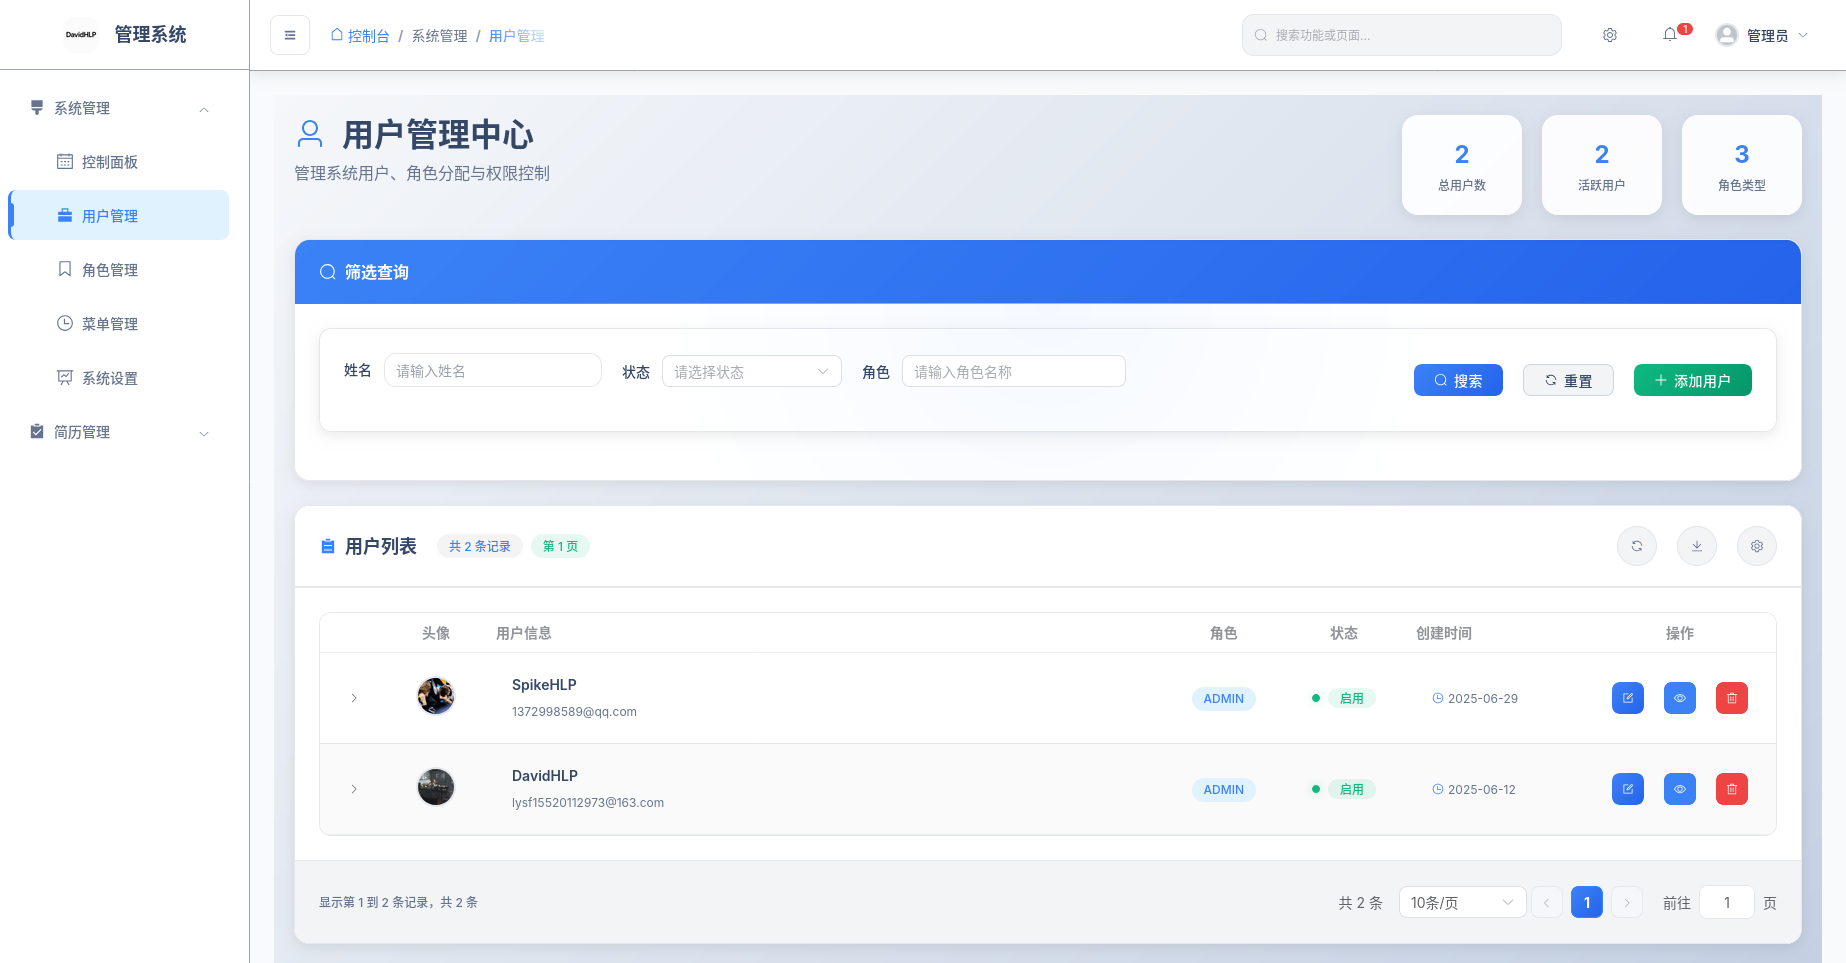 DavidHLP 管理系统
控制台 / 系统管理 / 用户管理
搜索功能或页面...
1
管理员
系统管理
控制面板
用户管理
角色管理
菜单管理
系统设置
简历管理
用户管理中心
管理系统用户、角色分配与权限控制
2
总用户数
2
活跃用户
3
角色类型
筛选查询
姓名 请输入姓名 状态 请选择状态 角色 请输入角色名称 搜索 重置 添加用户
用户列表 共 2 条记录 第 1 页
头像 用户信息 角色 状态 创建时间 操作
SpikeHLP
1372998589@qq.com
ADMIN 启用 2025-06-29
DavidHLP
lysf15520112973@163.com
ADMIN 启用 2025-06-12
显示第 1 到 2 条记录，共 2 条
共 2 条 10条/页 1 前往 1 页